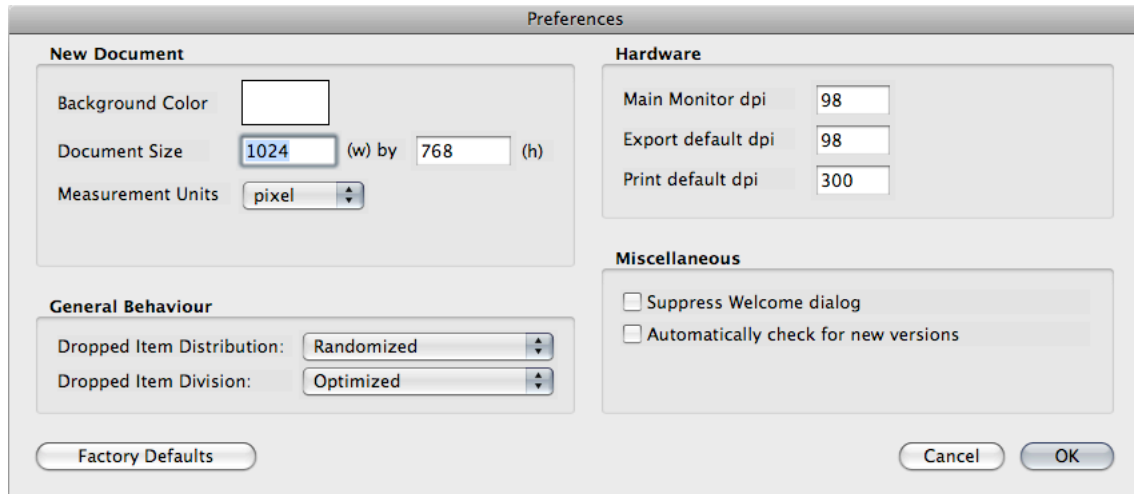 Preferences
New Document
Background Color
Document Size 1024 (w) by 768 (h)
Measurement Units pixel
General Behaviour
Dropped Item Distribution: Randomized
Dropped Item Division: Optimized
Hardware
Main Monitor dpi 98
Export default dpi 98
Print default dpi 300
Miscellaneous
Suppress Welcome dialog
Automatically check for new versions
Factory Defaults
Cancel OK